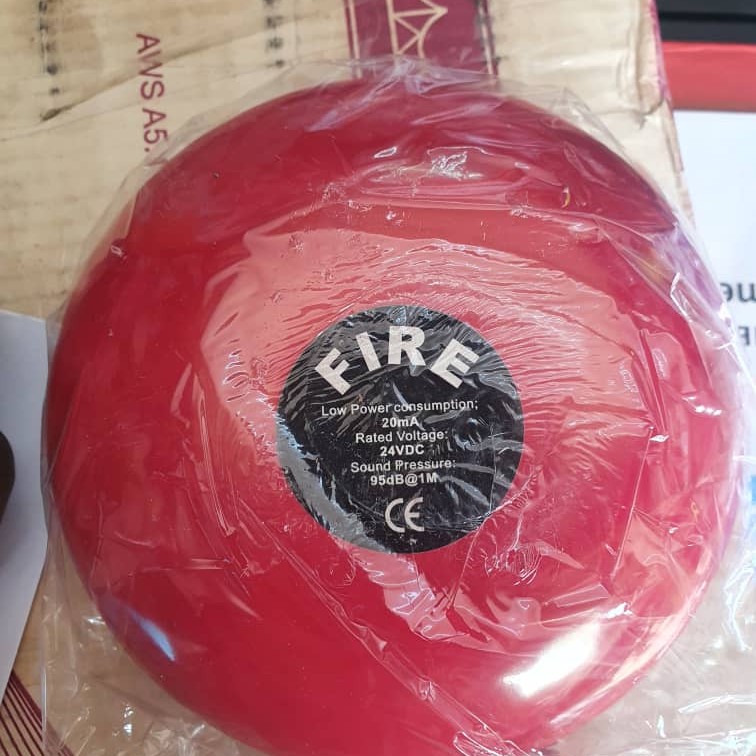 AWS A5.
FIRE
Low Power consumption;
20mA
Rated Voltage:
24VDC
Sound Pressure:
95dB@1M
CE